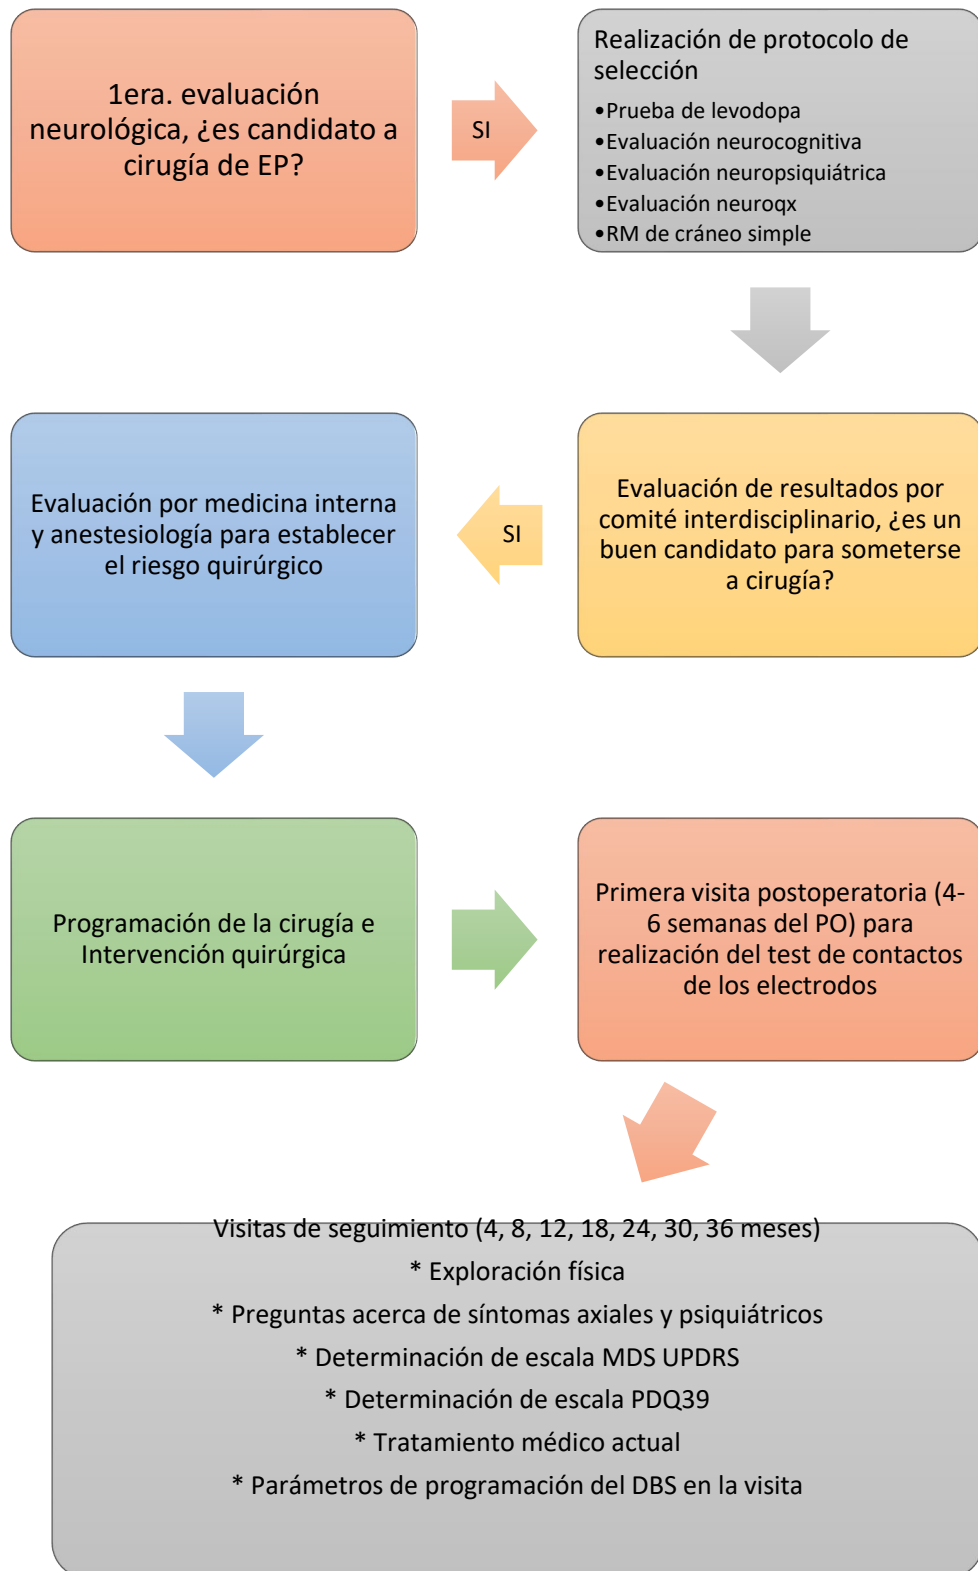 1era. evaluación
neurológica, ¿es candidato a
cirugía de EP?
SI
Realización de protocolo de
selección
•Prueba de levodopa
•Evaluación neurocognitiva
•Evaluación neuropsiquiátrica
•Evaluación neuroqx
•RM de cráneo simple
Evaluación de resultados por
comité interdisciplinario, ¿es un
buen candidato para someterse
a cirugía?
SI
Evaluación por medicina interna
y anestesiología para establecer
el riesgo quirúrgico
Programación de la cirugía e
Intervención quirúrgica
Primera visita postoperatoria (4-
6 semanas del PO) para
realización del test de contactos
de los electrodos
Visitas de seguimiento (4, 8, 12, 18, 24, 30, 36 meses)
* Exploración física
* Preguntas acerca de síntomas axiales y psiquiátricos
* Determinación de escala MDS UPDRS
* Determinación de escala PDQ39
* Tratamiento médico actual
* Parámetros de programación del DBS en la visita